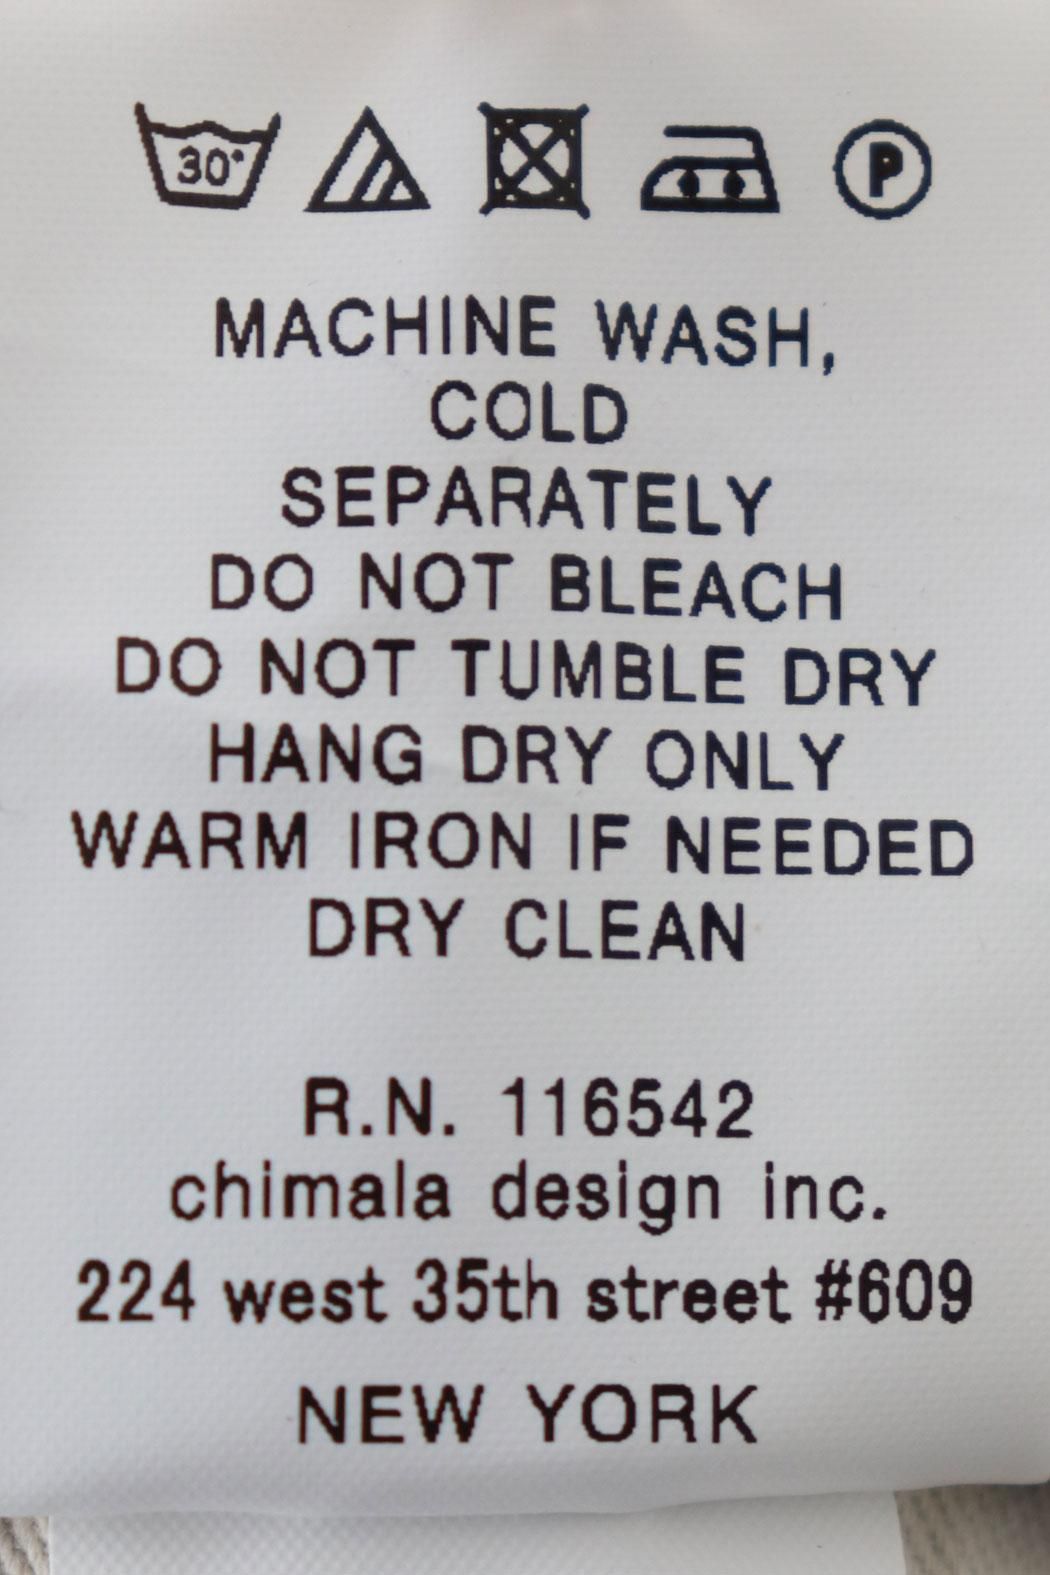 30°
P
MACHINE WASH,
COLD
SEPARATELY
DO NOT BLEACH
DO NOT TUMBLE DRY
HANG DRY ONLY
WARM IRON IF NEEDED
DRY CLEAN
R.N. 116542
chimala design inc.
224 west 35th street #609
NEW YORK